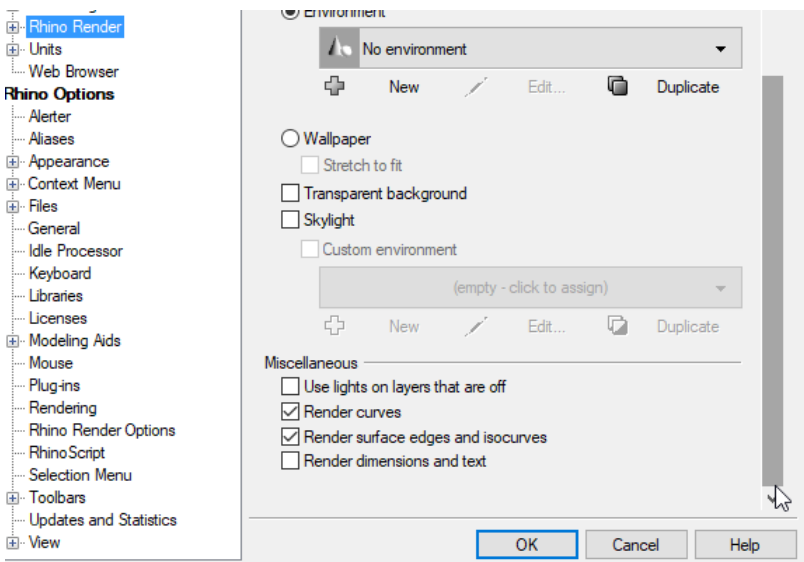 Rhino Render
Units
Web Browser
Rhino Options
Alerter
Aliases
Appearance
Context Menu
Files
General
Idle Processor
Keyboard
Libraries
Licenses
Modeling Aids
Mouse
Plug-ins
Rendering
Rhino Render Options
RhinoScript
Selection Menu
Toolbars
Updates and Statistics
View
Environment
No environment
New Edit... Duplicate
Wallpaper
Stretch to fit
Transparent background
Skylight
Custom environment
(empty - click to assign)
New Edit... Duplicate
Miscellaneous
Use lights on layers that are off
Render curves
Render surface edges and isocurves
Render dimensions and text
OK Cancel Help